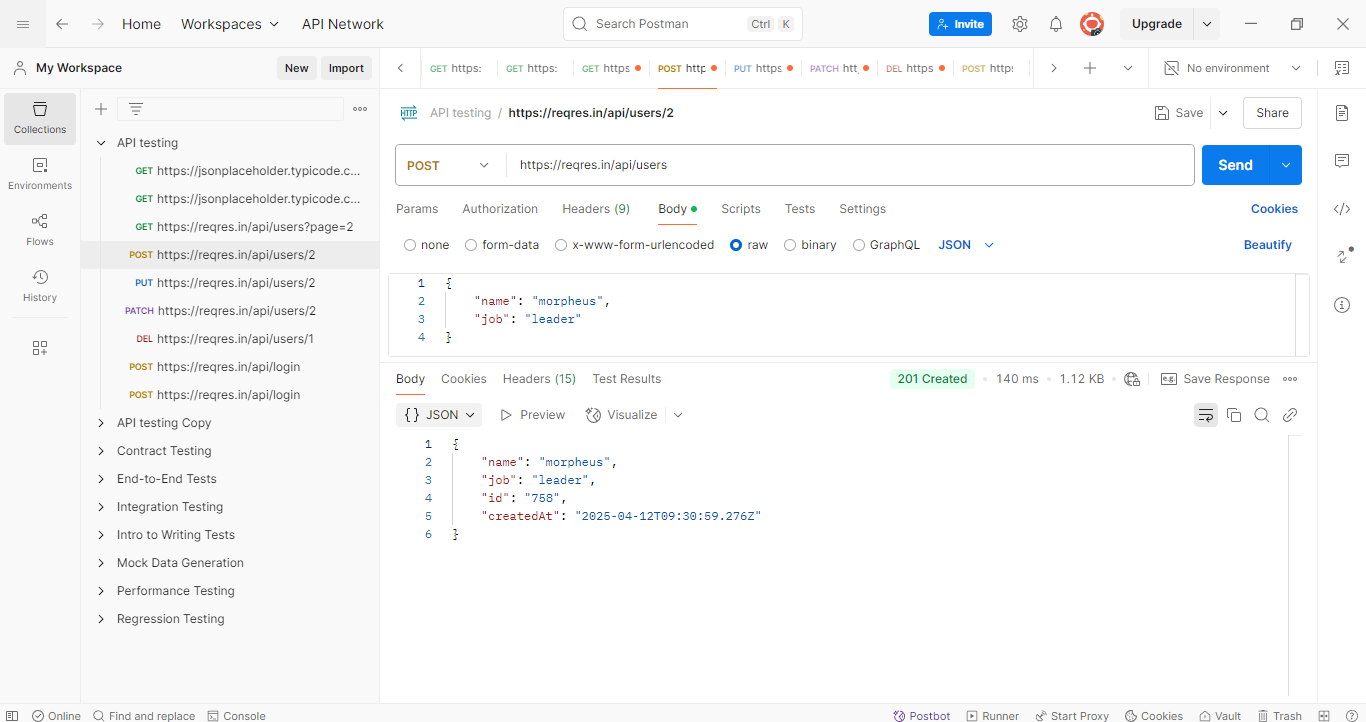 Home Workspaces API Network Search Postman Ctrl K Invite Upgrade
My Workspace New Import
GET https: GET https: GET https POST http PUT https PATCH htt DEL https POST https No environment
Collections
Environments
Flows
History
API testing
GET https://jsonplaceholder.typicode.c...
GET https://jsonplaceholder.typicode.c...
GET https://reqres.in/api/users?page=2
POST https://reqres.in/api/users/2
PUT https://reqres.in/api/users/2
PATCH https://reqres.in/api/users/2
DEL https://reqres.in/api/users/1
POST https://reqres.in/api/login
POST https://reqres.in/api/login
API testing Copy
Contract Testing
End-to-End Tests
Integration Testing
Intro to Writing Tests
Mock Data Generation
Performance Testing
Regression Testing
HTTP API testing / https://reqres.in/api/users/2 Save Share
POST https://reqres.in/api/users Send
Params Authorization Headers (9) Body Scripts Tests Settings Cookies
none form-data x-www-form-urlencoded raw binary GraphQL JSON Beautify
1 {
2 "name": "morpheus",
3 "job": "leader"
4 }
Body Cookies Headers (15) Test Results 201 Created 140 ms 1.12 KB e.g. Save Response
{} JSON Preview Visualize
1 {
2 "name": "morpheus",
3 "job": "leader",
4 "id": "758",
5 "createdAt": "2025-04-12T09:30:59.276Z"
6 }
Online Find and replace Console Postbot Runner Start Proxy Cookies Vault Trash